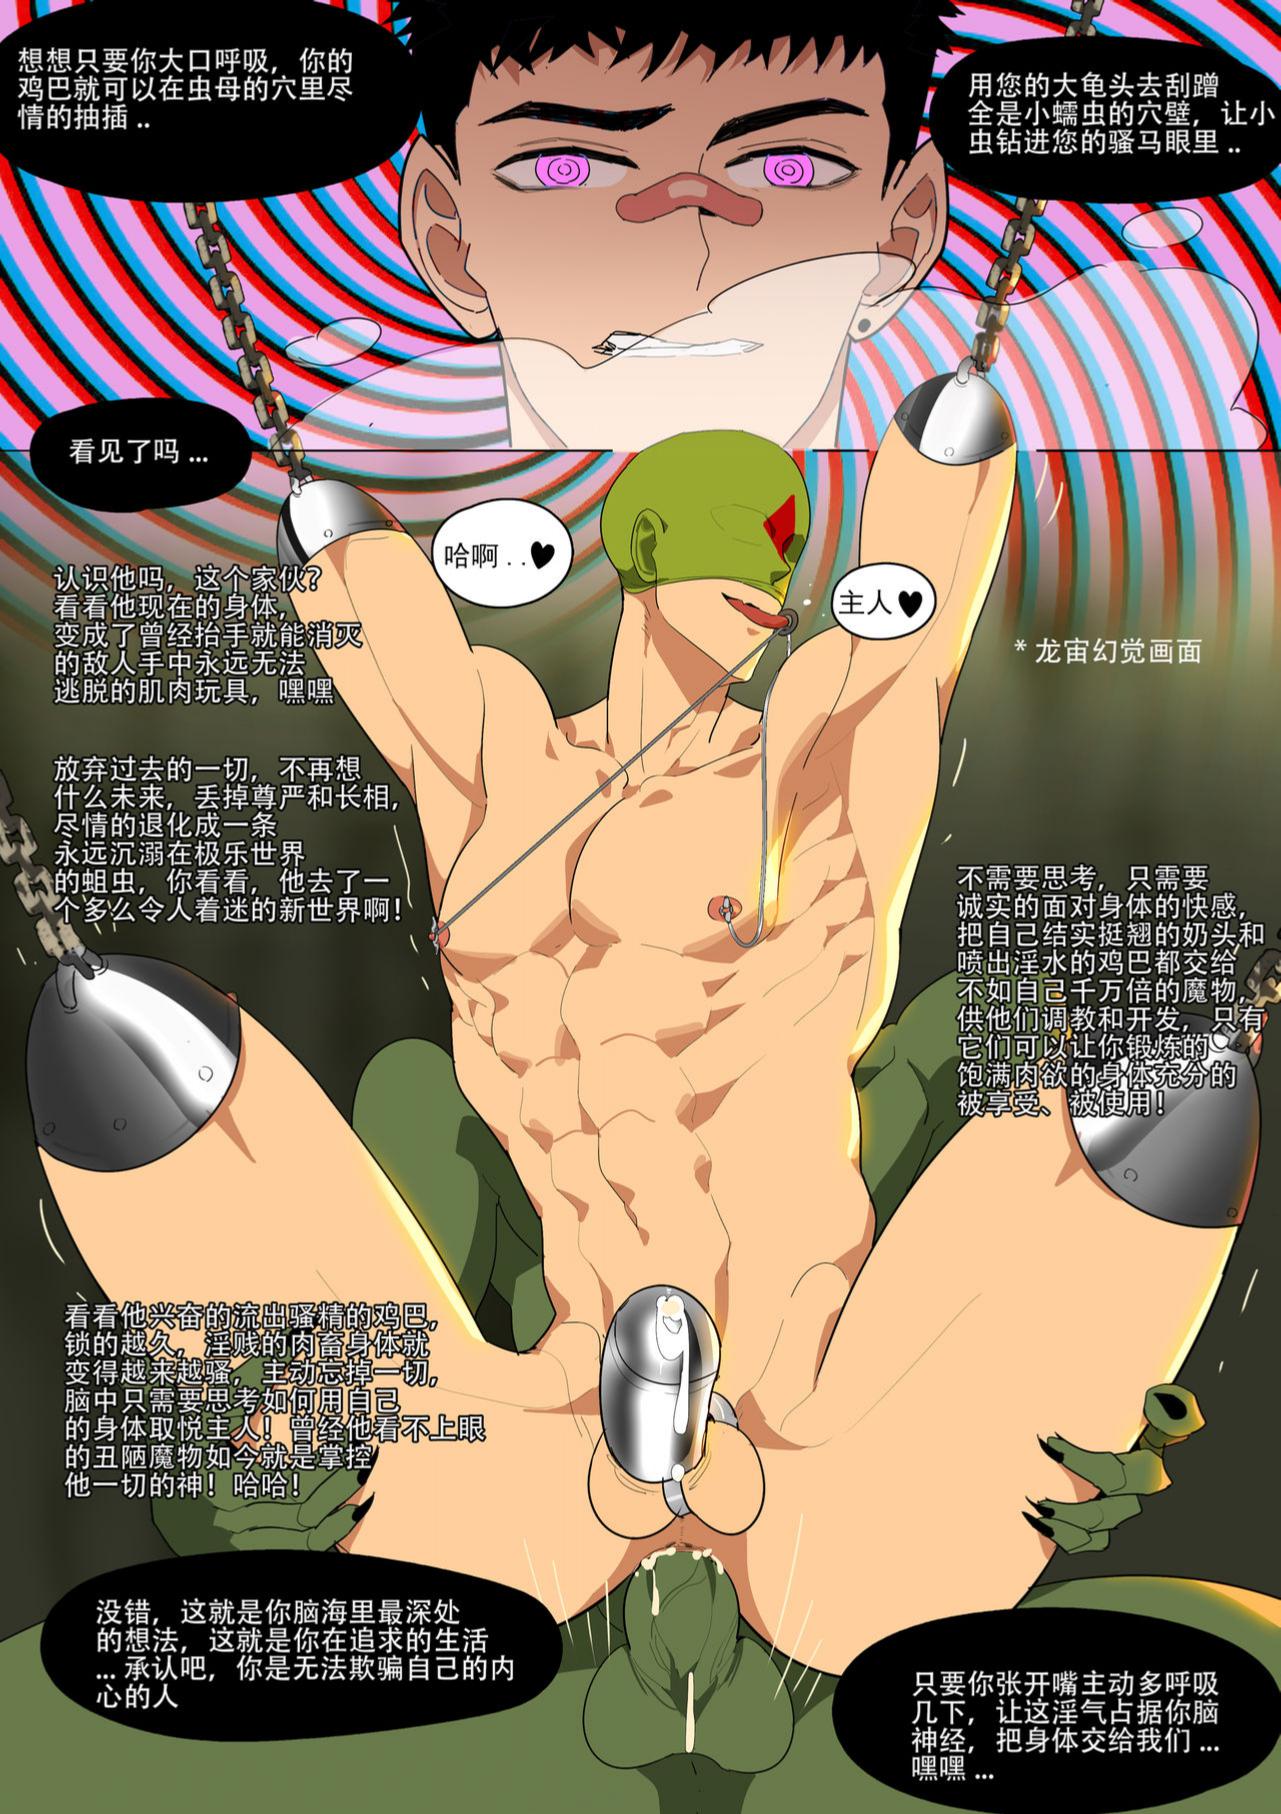 想想只要你大口呼吸，你的
鸡巴就可以在虫母的穴里尽
情的抽插..
用您的大龟头去刮蹭
全是小蠕虫的穴壁，让小
虫钻进您的骚马眼里..
看见了吗...
哈啊..♥
主人♥
*龙宙幻觉画面
认识他吗，这个家伙？
看看他现在的身体，
变成了曾经抬手就能消灭
的敌人手中永远无法
逃脱的肌肉玩具，嘿嘿
放弃过去的一切，不再想
什么未来，丢掉尊严和长相，
尽情的退化成一条
永远沉溺在极乐世界
的蛆虫，你看看，他去了一
个多么令人着迷的新世界啊！
不需要思考，只需要
诚实的面对身体的快感，
把自己结实挺翘的奶头和
喷出淫水的鸡巴都交给
不如自己千万倍的魔物，
供他们调教和开发，只有
它们可以让你锻炼的
饱满肉欲的身体充分的
被享受、被使用！
看看他兴奋的流出骚精的鸡巴，
锁的越久，淫贱的肉畜身体就
变得越来越骚，主动忘掉一切，
脑中只需要思考如何用自己
的身体取悦主人！曾经他看不上眼
的丑陋魔物如今就是掌控
他一切的神！哈哈！
没错，这就是你脑海里最深处
的想法，这就是你在追求的生活
...承认吧，你是无法欺骗自己的内
心的人
只要你张开嘴主动多呼吸
几下，让这淫气占据你脑
神经，把身体交给我们...
嘿嘿...